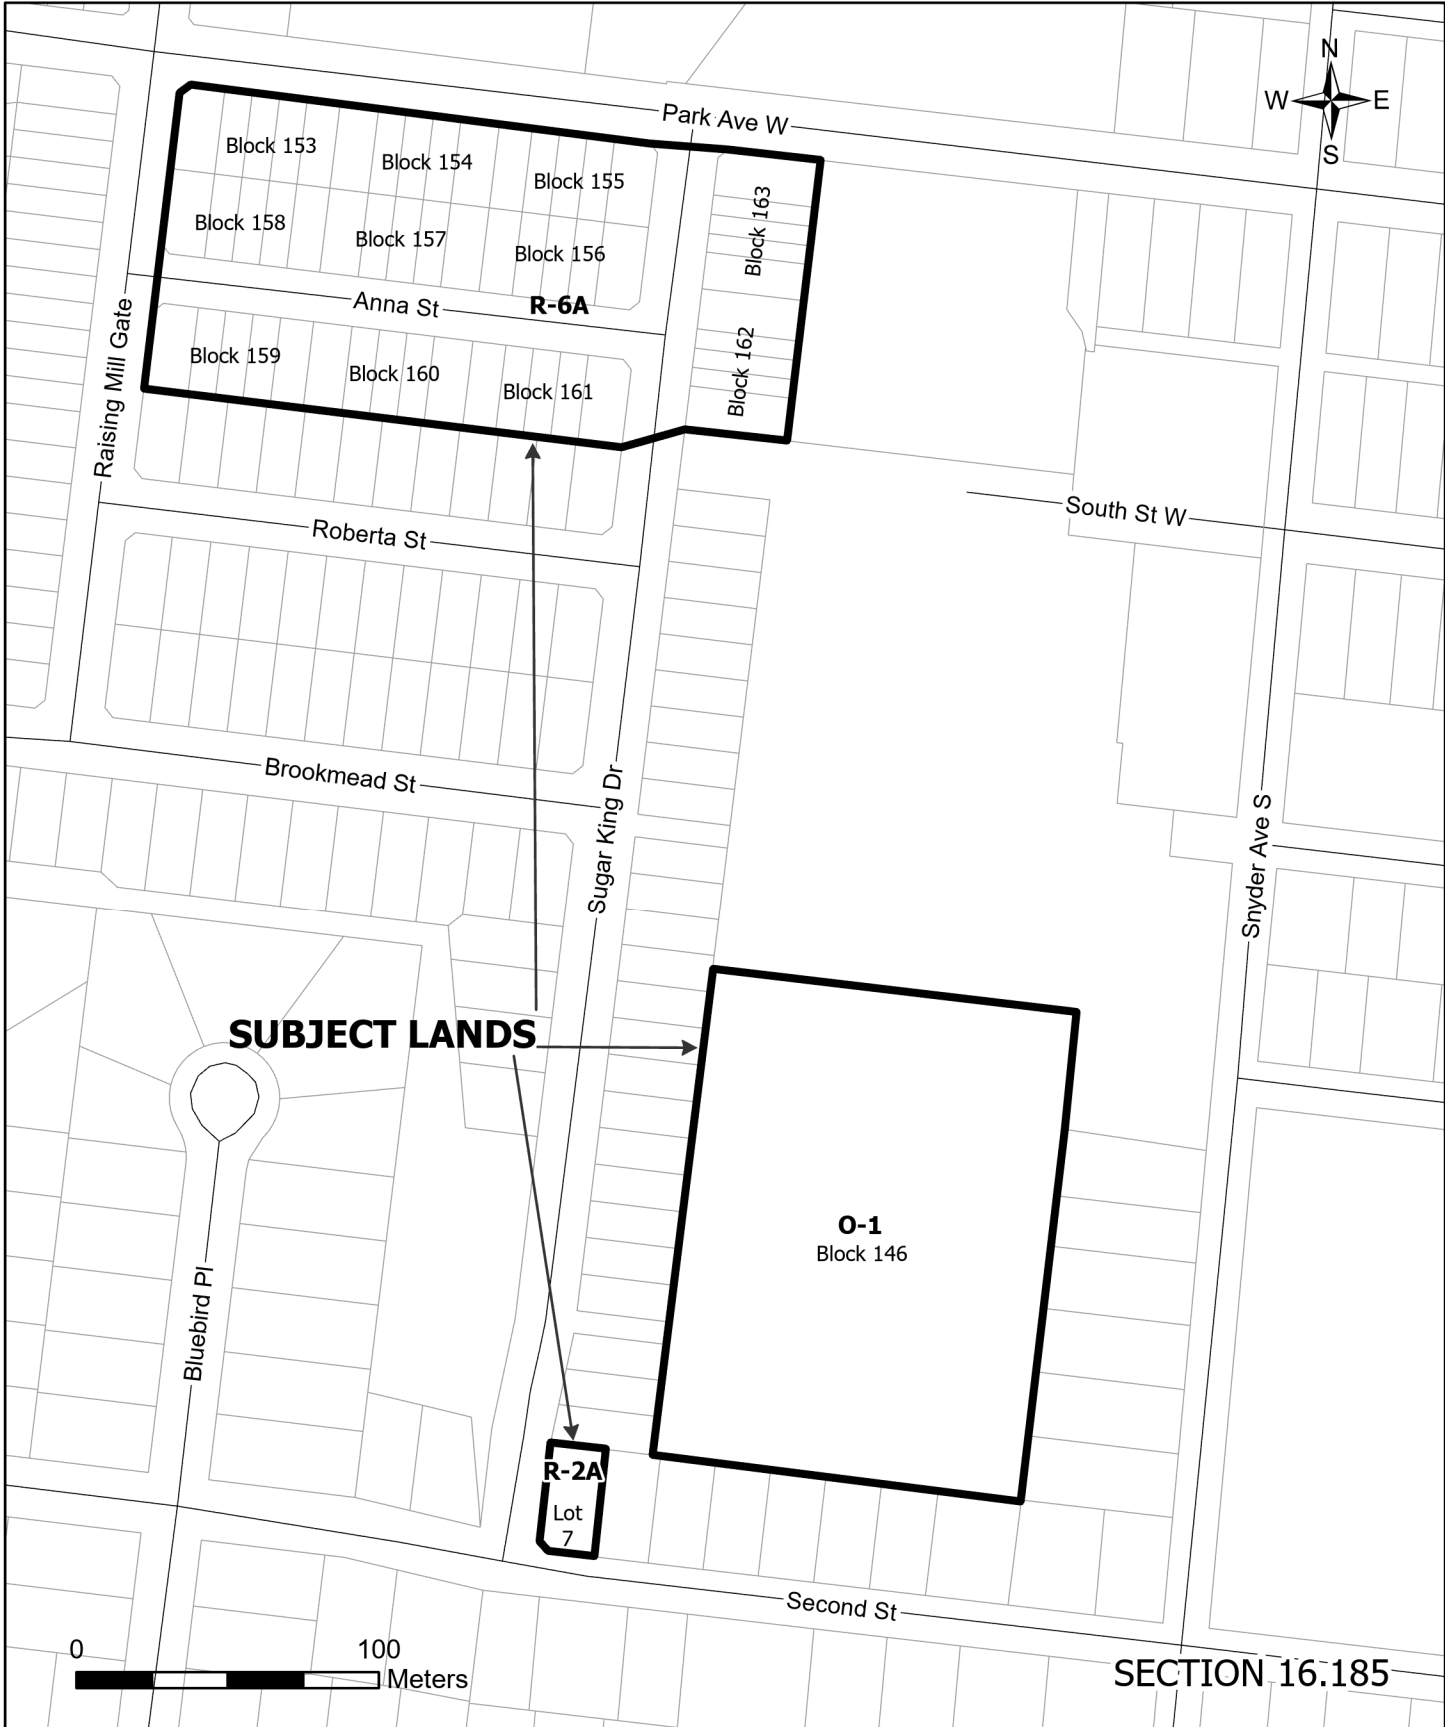 N
W
E
S
Park Ave W
Block 153
Block 154
Block 155
Block 163
Block 158
Block 157
Block 156
Anna St
R-6A
Raising Mill Gate
Block 159
Block 160
Block 161
Block 162
South St W
Roberta St
Brookmead St
Sugar King Dr
Snyder Ave S
SUBJECT LANDS
O-1
Block 146
Bluebird Pl
R-2A
Lot
7
Second St
0
100
Meters
SECTION 16.185